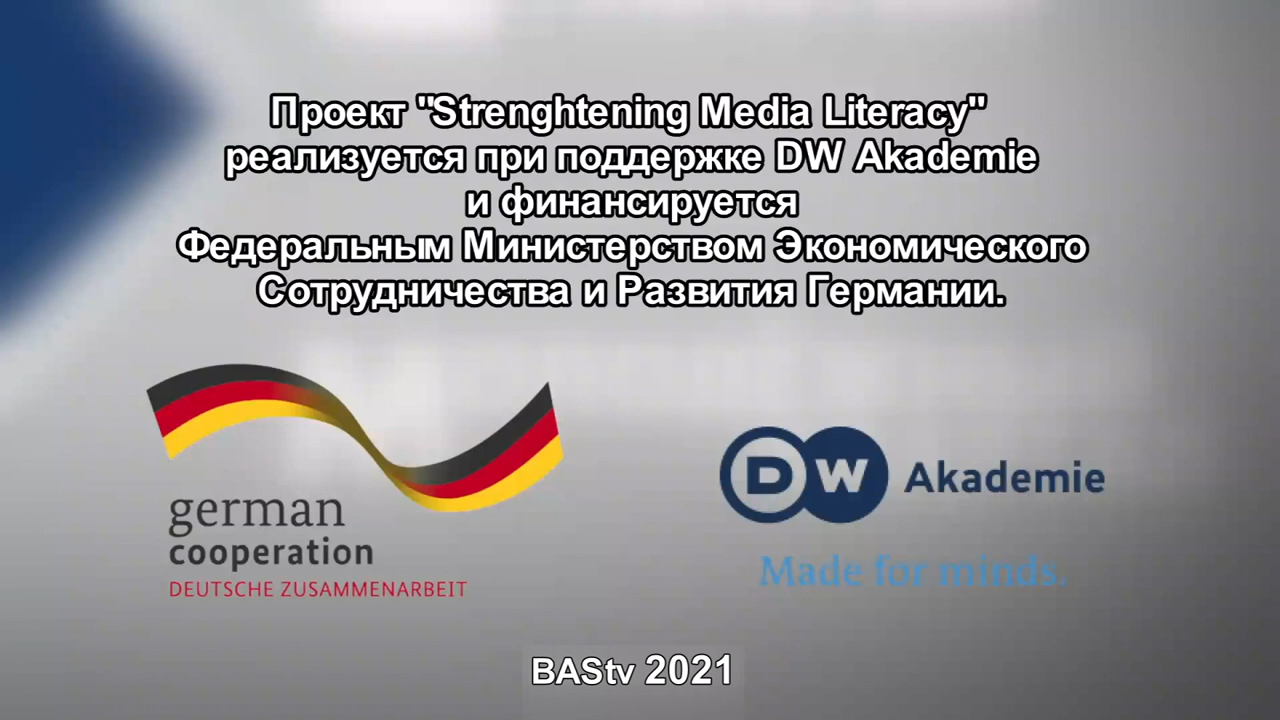 Проект "Strenghtening Media Literacy"
реализуется при поддержке DW Akademie
и финансируется
Федеральным Министерством Экономического
Сотрудничества и Развития Германии.
german
cooperation
DEUTSCHE ZUSAMMENARBEIT
DW Akademie
Made for minds.
BAStv 2021